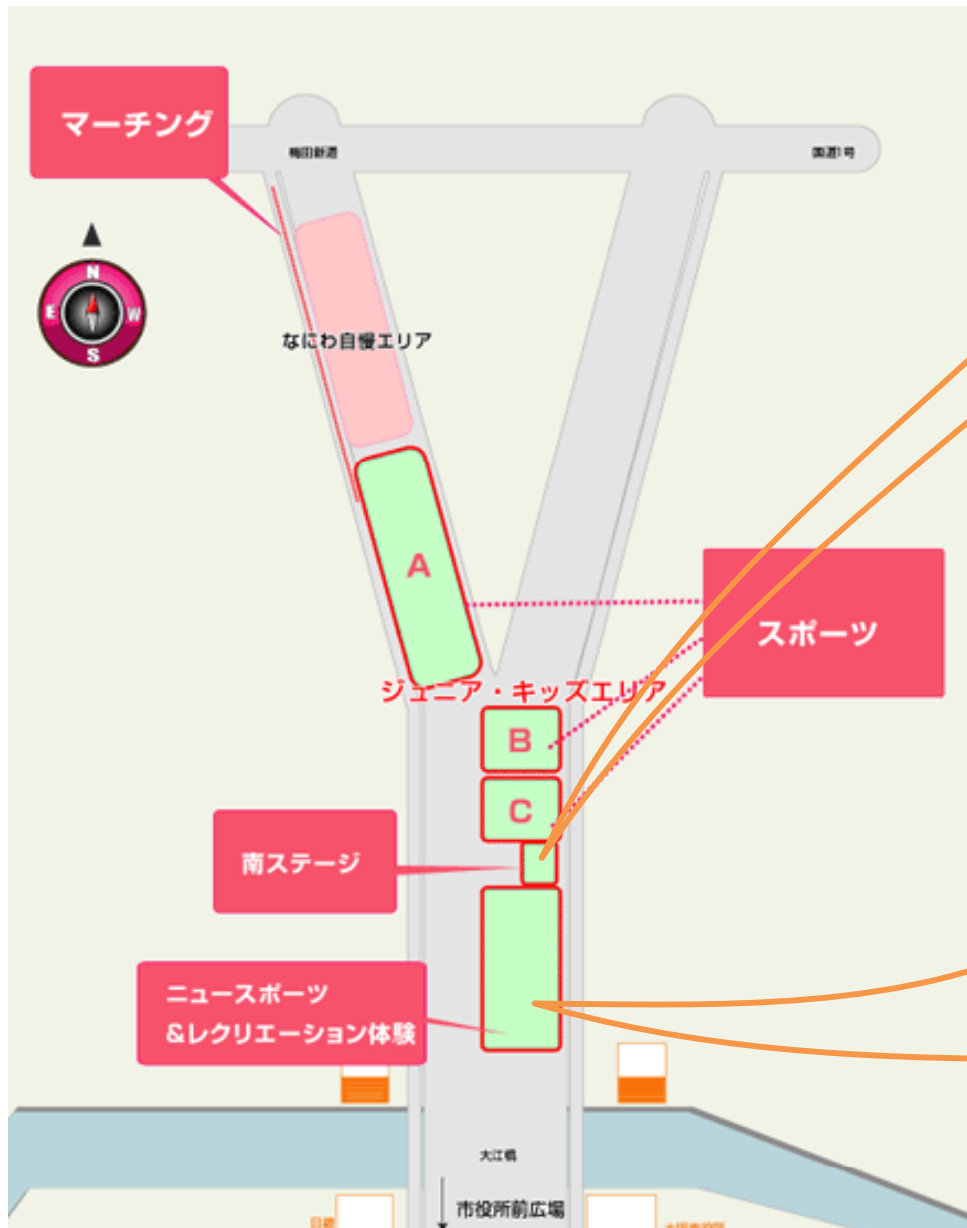 マーチング
梅田新道
国道1号
N
E
W
S
なにわ自慢エリア
A
スポーツ
ジュニア・キッズエリア
B
C
南ステージ
ニュースポーツ
&レクリエーション体験
大江橋
市役所前広場